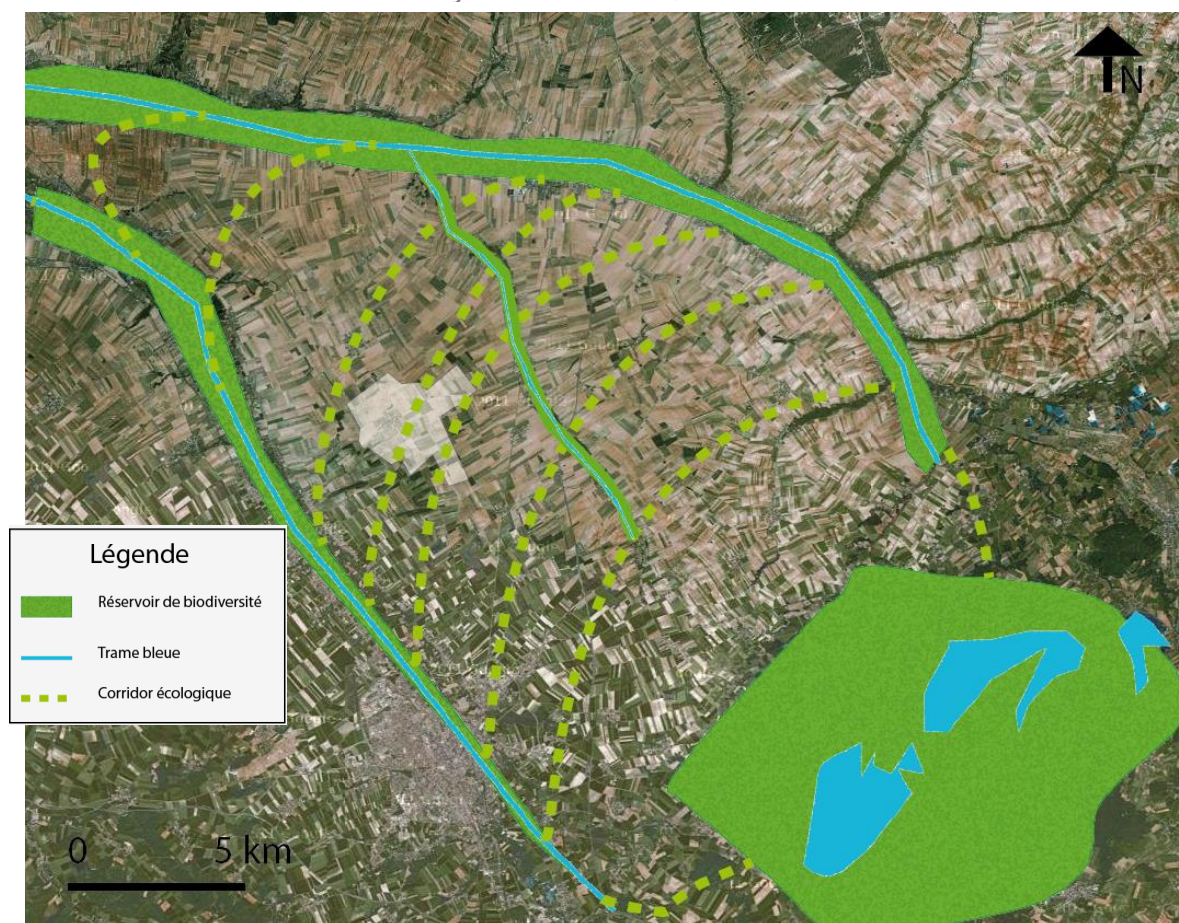 N
Légende
Réservoir de biodiversité
Trame bleue
Corridor écologique
0 5 km